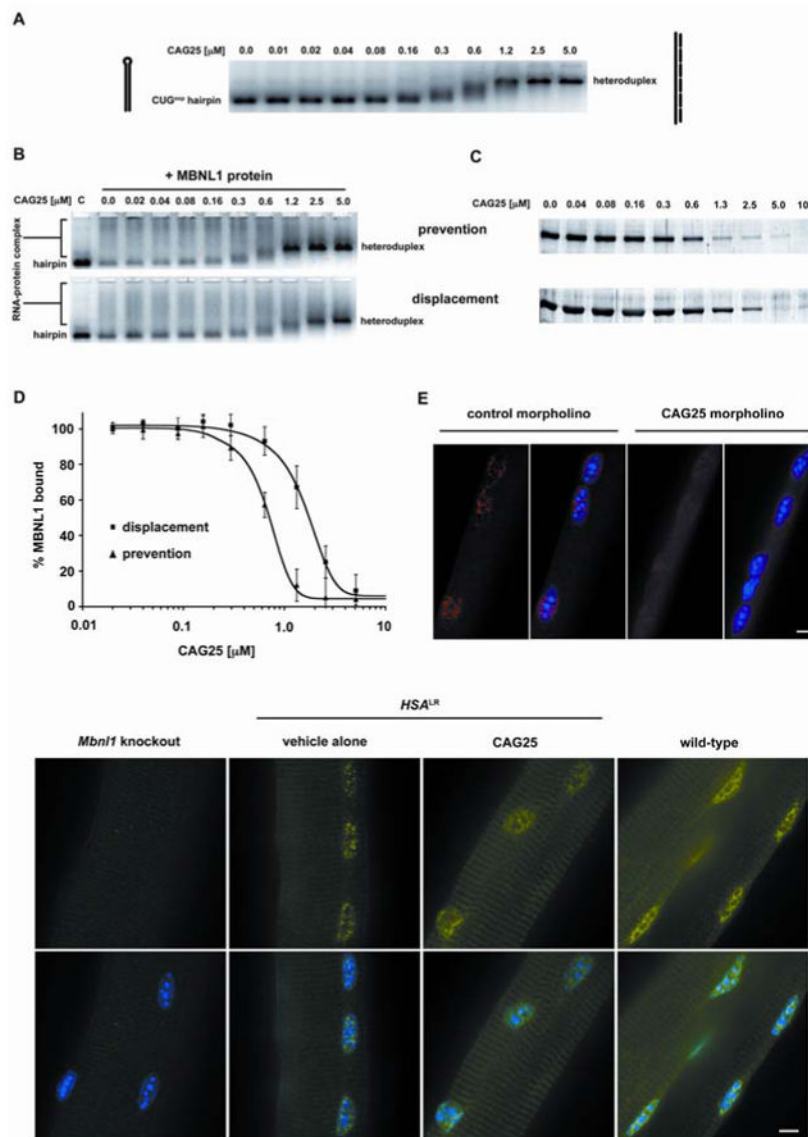 A
CAG25 [μM] 0.0 0.01 0.02 0.04 0.08 0.16 0.3 0.6 1.2 2.5 5.0
heteroduplex
CUGexp hairpin
B
+ MBNL1 protein
CAG25 [μM] C 0.0 0.02 0.04 0.08 0.16 0.3 0.6 1.2 2.5 5.0
RNA-protein complex
heteroduplex
hairpin
heteroduplex
hairpin
C
CAG25 [μM] 0.0 0.04 0.08 0.16 0.3 0.6 1.3 2.5 5.0 10
prevention
displacement
D
% MBNL1 bound
100
80
60
40
20
0
displacement
prevention
0.01 0.1 1.0 10
CAG25 [μM]
E
control morpholino CAG25 morpholino
HSALR
Mbnl1 knockout vehicle alone CAG25 wild-type